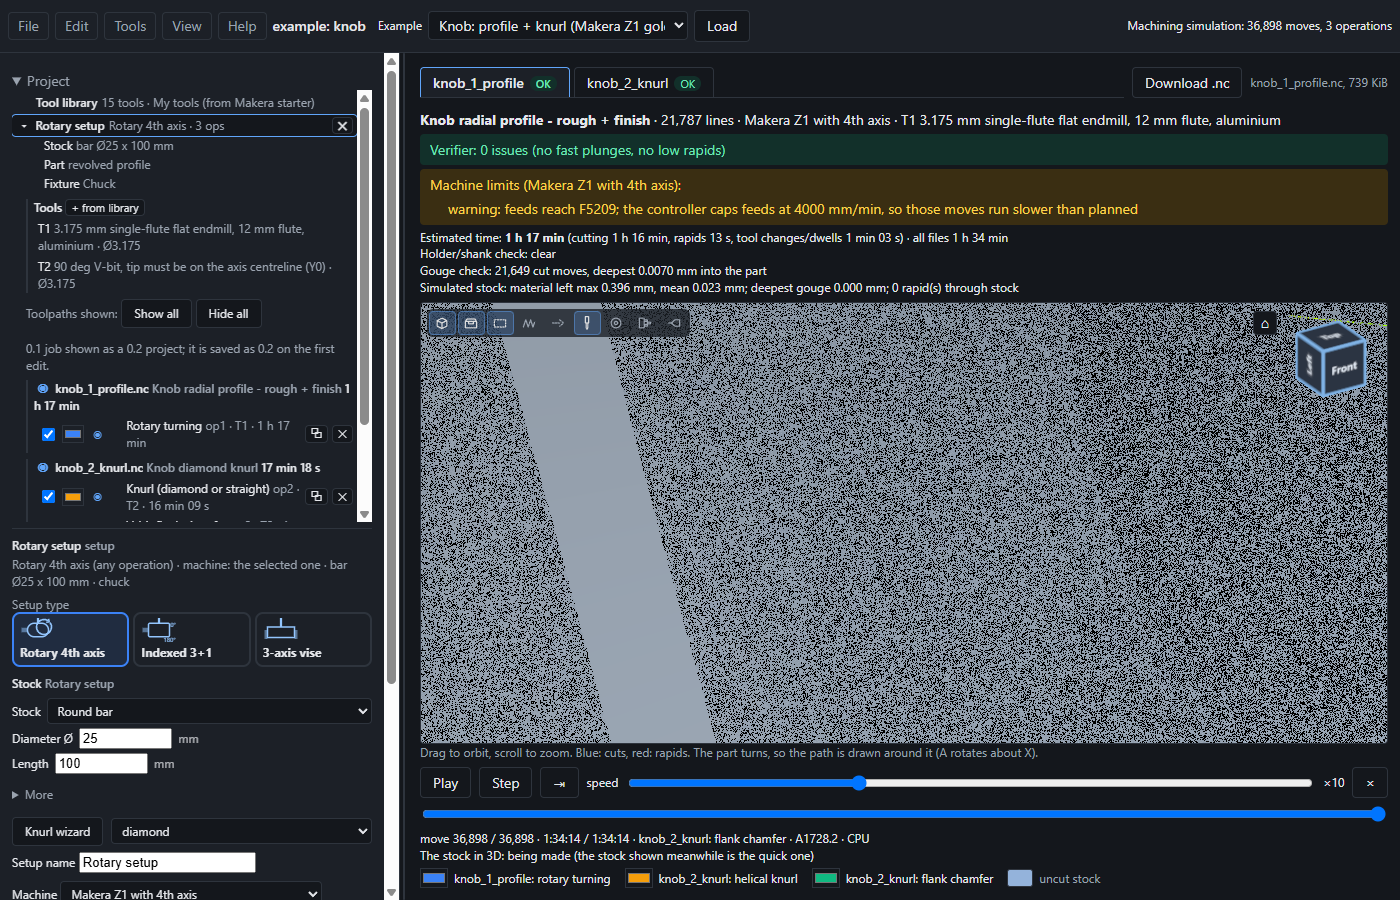 File Edit Tools View Help example: knob Example Knob: profile + knurl (Makera Z1 gol Load Machining simulation: 36,898 moves, 3 operations
Project
Tool library 15 tools · My tools (from Makera starter)
Rotary setup Rotary 4th axis · 3 ops
Stock bar Ø25 x 100 mm
Part revolved profile
Fixture Chuck
Tools + from library
T1 3.175 mm single-flute flat endmill, 12 mm flute, aluminium · Ø3.175
T2 90 deg V-bit, tip must be on the axis centreline (Y0) · Ø3.175
Toolpaths shown: Show all Hide all
0.1 job shown as a 0.2 project; it is saved as 0.2 on the first edit.
knob_1_profile.nc Knob radial profile - rough + finish 1 h 17 min
Rotary turning op1 · T1 · 1 h 17 min
knob_2_knurl.nc Knob diamond knurl 17 min 18 s
Knurl (diamond or straight) op2 · T2 · 16 min 09 s
Rotary setup setup
Rotary 4th axis (any operation) · machine: the selected one · bar Ø25 x 100 mm · chuck
Setup type
Rotary 4th axis Indexed 3+1 3-axis vise
Stock Rotary setup
Stock Round bar
Diameter Ø 25 mm
Length 100 mm
More
Knurl wizard diamond
Setup name Rotary setup
Machine Makera Z1 with 4th axis
knob_1_profile OK knob_2_knurl OK Download .nc knob_1_profile.nc, 739 KiB
Knob radial profile - rough + finish · 21,787 lines · Makera Z1 with 4th axis · T1 3.175 mm single-flute flat endmill, 12 mm flute, aluminium
Verifier: 0 issues (no fast plunges, no low rapids)
Machine limits (Makera Z1 with 4th axis):
warning: feeds reach F5209; the controller caps feeds at 4000 mm/min, so those moves run slower than planned
Estimated time: 1 h 17 min (cutting 1 h 16 min, rapids 13 s, tool changes/dwells 1 min 03 s) · all files 1 h 34 min
Holder/shank check: clear
Gouge check: 21,649 cut moves, deepest 0.0070 mm into the part
Simulated stock: material left max 0.396 mm, mean 0.023 mm; deepest gouge 0.000 mm; 0 rapid(s) through stock
Top
Left Front
Drag to orbit, scroll to zoom. Blue: cuts, red: rapids. The part turns, so the path is drawn around it (A rotates about X).
Play Step speed ×10
move 36,898 / 36,898 · 1:34:14 / 1:34:14 · knob_2_knurl: flank chamfer · A1728.2 · CPU
The stock in 3D: being made (the stock shown meanwhile is the quick one)
knob_1_profile: rotary turning knob_2_knurl: helical knurl knob_2_knurl: flank chamfer uncut stock